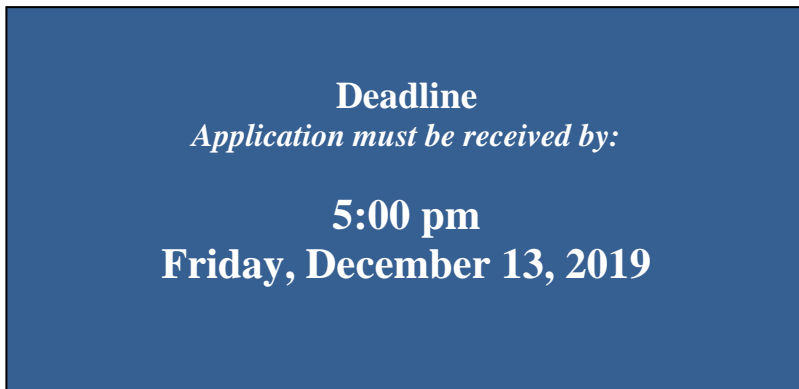 Deadline
Application must be received by:
5:00 pm
Friday, December 13, 2019